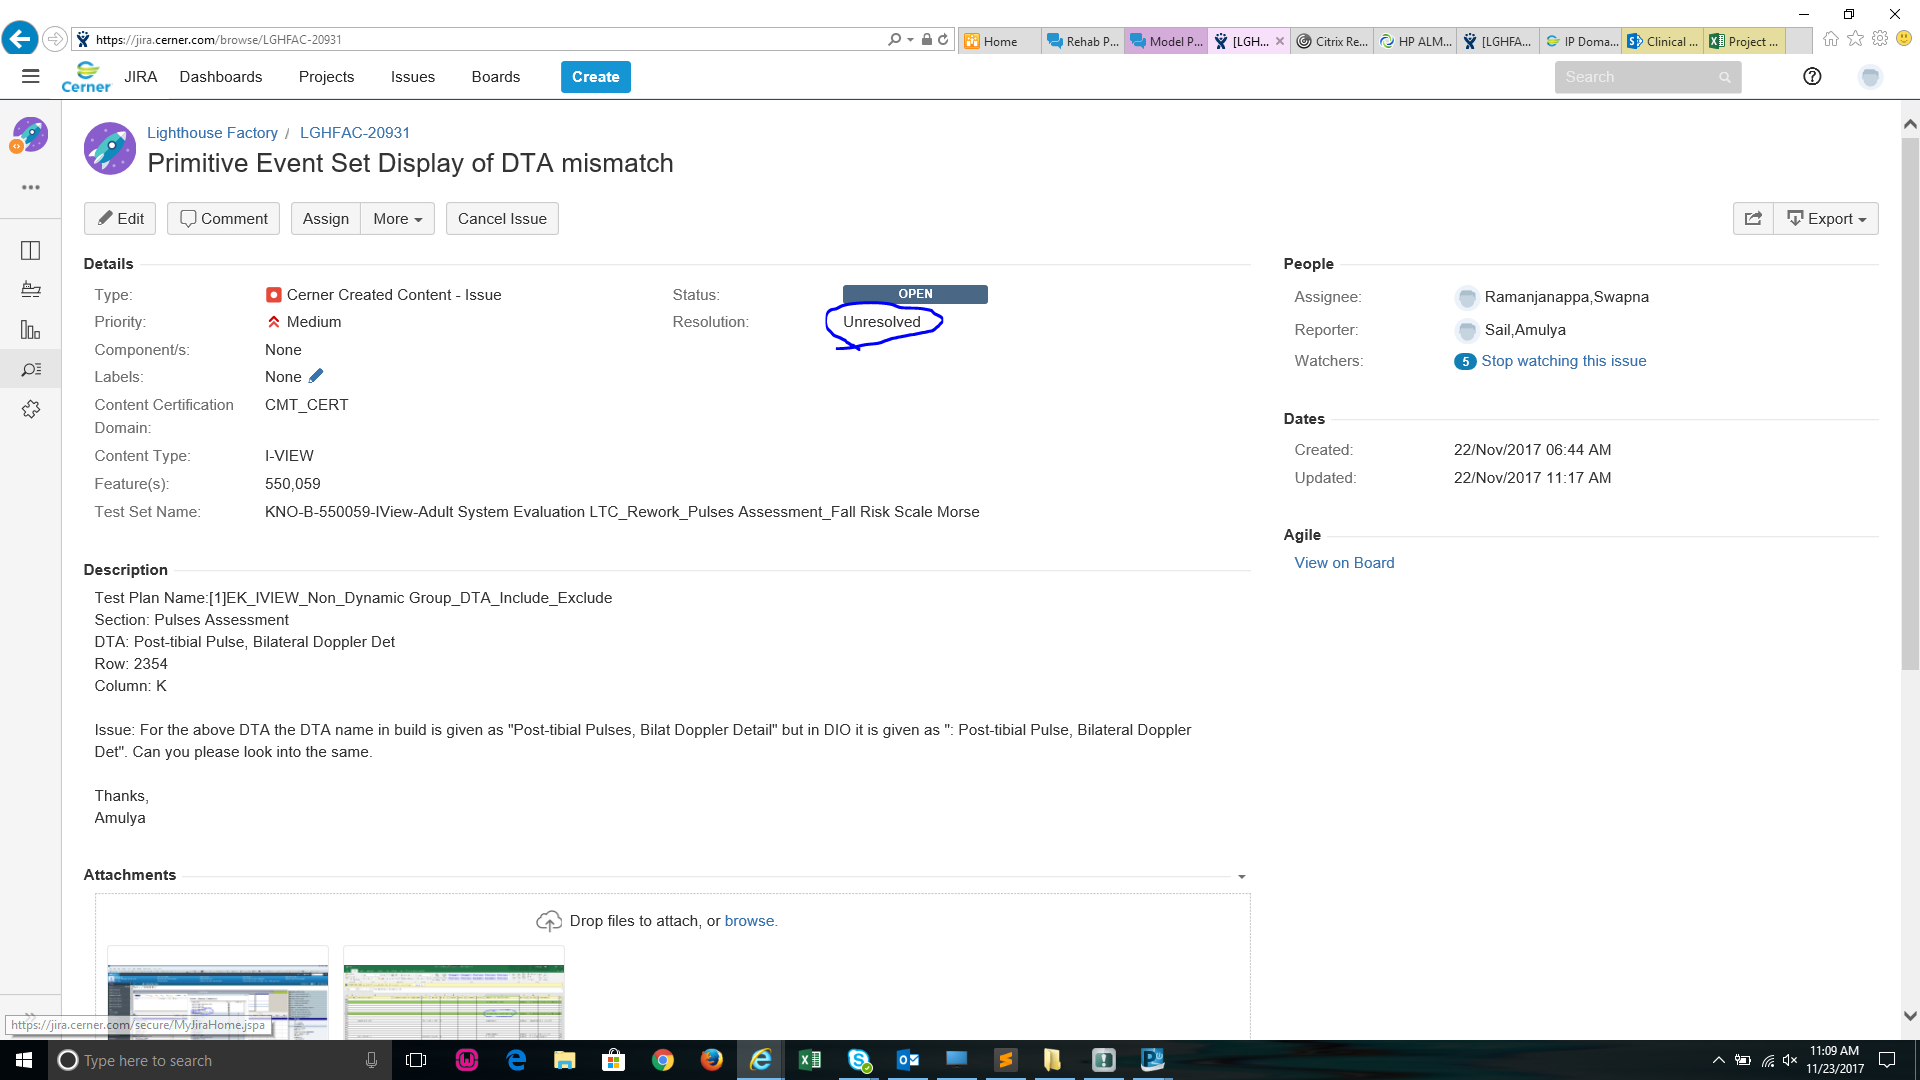 https://jira.cerner.com/browse/LGHFAC-20931
Home
Rehab P...
Model P...
[LGH...
Citrix Re...
HP ALM...
[LGHFA...
IP Doma...
Clinical ...
Project ...
Cerner
JIRA
Dashboards
Projects
Issues
Boards
Create
Search
Lighthouse Factory / LGHFAC-20931
Primitive Event Set Display of DTA mismatch
Edit
Comment
Assign
More
Cancel Issue
Export
Details
Type: Cerner Created Content - Issue
Status: OPEN
Priority: Medium
Resolution: Unresolved
Component/s: None
Labels: None
Content Certification
Domain:
CMT_CERT
Content Type: I-VIEW
Feature(s): 550,059
Test Set Name: KNO-B-550059-IView-Adult System Evaluation LTC_Rework_Pulses Assessment_Fall Risk Scale Morse
People
Assignee: Ramanjanappa,Swapna
Reporter: Sail,Amulya
Watchers: 5 Stop watching this issue
Dates
Created: 22/Nov/2017 06:44 AM
Updated: 22/Nov/2017 11:17 AM
Agile
View on Board
Description
Test Plan Name:[1]EK_IVIEW_Non_Dynamic Group_DTA_Include_Exclude
Section: Pulses Assessment
DTA: Post-tibial Pulse, Bilateral Doppler Det
Row: 2354
Column: K
Issue: For the above DTA the DTA name in build is given as "Post-tibial Pulses, Bilat Doppler Detail" but in DIO it is given as ": Post-tibial Pulse, Bilateral Doppler
Det". Can you please look into the same.
Thanks,
Amulya
Attachments
Drop files to attach, or browse.
https://jira.cerner.com/secure/MyJiraHome.jspa
Type here to search
11:09 AM
11/23/2017